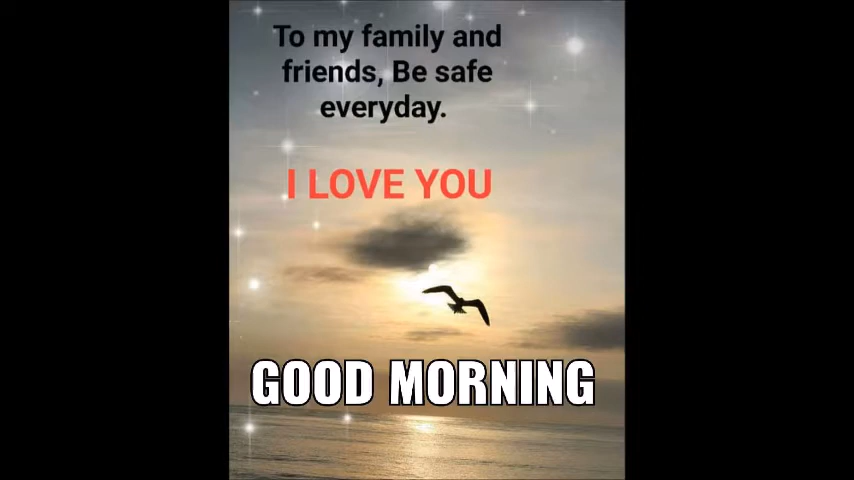 To my family and
friends, Be safe
everyday.
I LOVE YOU
GOOD MORNING